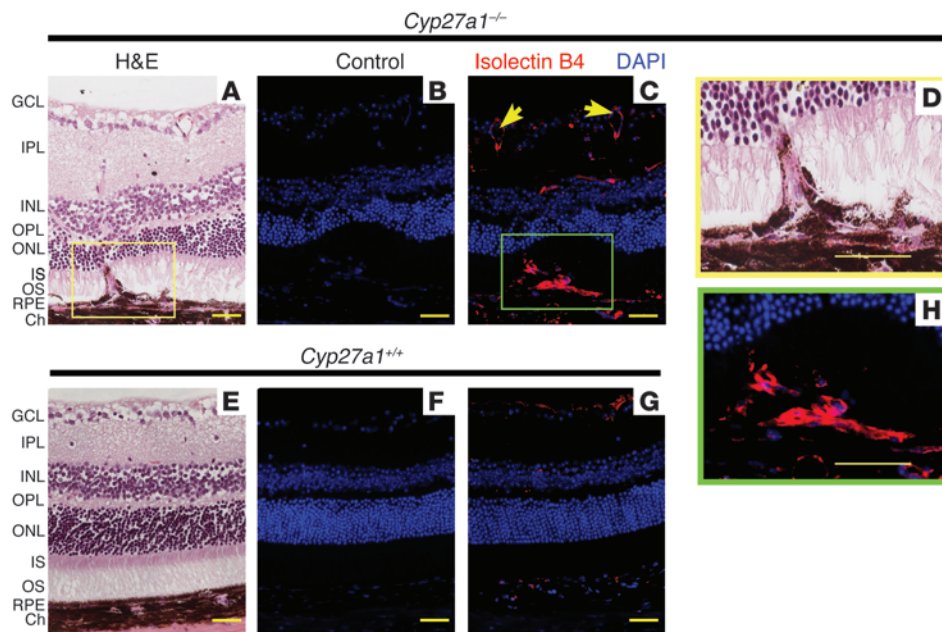 Cyp27a1–/–
H&E Control Isolectin B4 DAPI
A B C D
GCL
IPL
INL
OPL
ONL
IS
OS
RPE
Ch
H
Cyp27a1+/+
E F G
GCL
IPL
INL
OPL
ONL
IS
OS
RPE
Ch